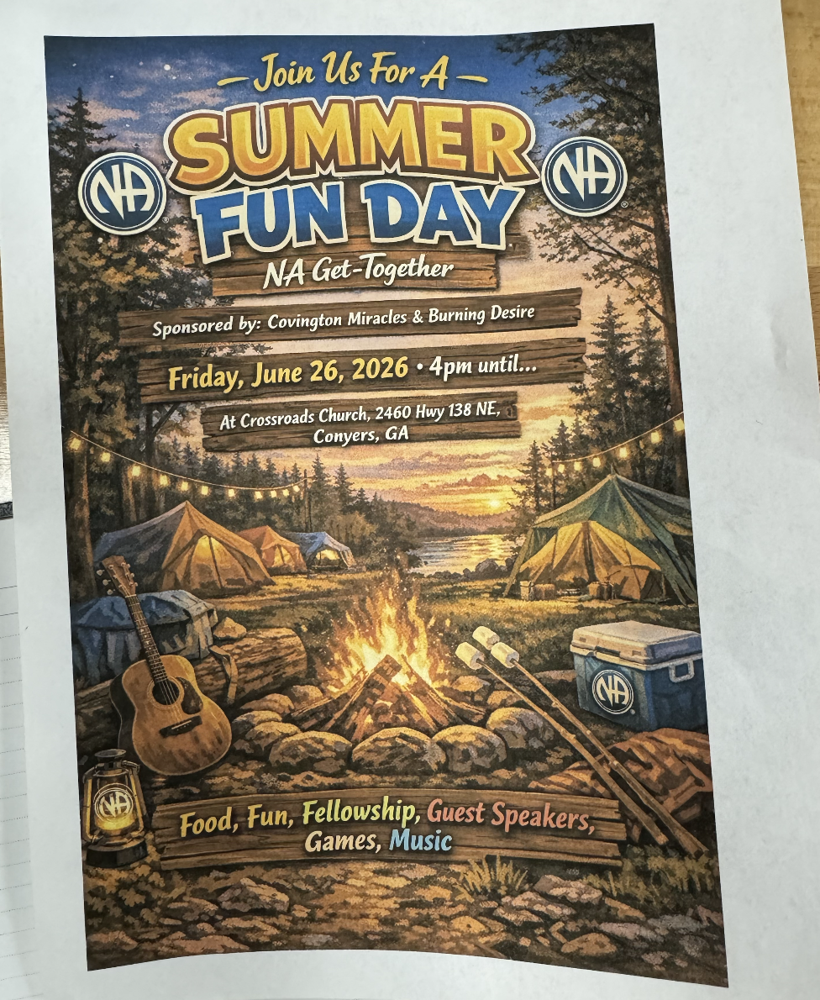 Join Us For A
SUMMER
FUN DAY
NA
®
NA
®
NA Get-Together
Sponsored by: Covington Miracles & Burning Desire
Friday, June 26, 2026 • 4pm until...
At Crossroads Church, 2460 Hwy 138 NE,
Conyers, GA
NA
NA
Food, Fun, Fellowship, Guest Speakers,
Games, Music